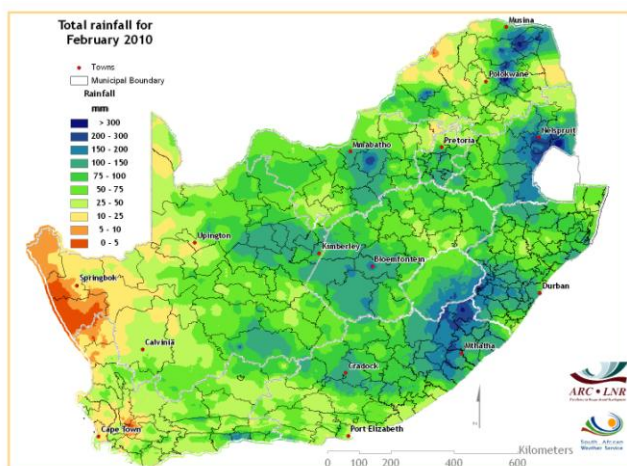 Total rainfall for
February 2010
Towns
Municipal Boundary
Rainfall
mm
> 300
200 - 300
150 - 200
100 - 150
75 - 100
50 - 75
25 - 50
10 - 25
5 - 10
0 - 5
Musina
Polokwane
Nelspruit
Pretoria
Mmabatho
Upington
Kimberley
Bloemfontein
Springbok
Durban
Calvinia
Mthatha
Cradock
Cape Town
Port Elizabeth
ARC • LNR
South African
Weather Service
Kilometers
0 100 200 400 600